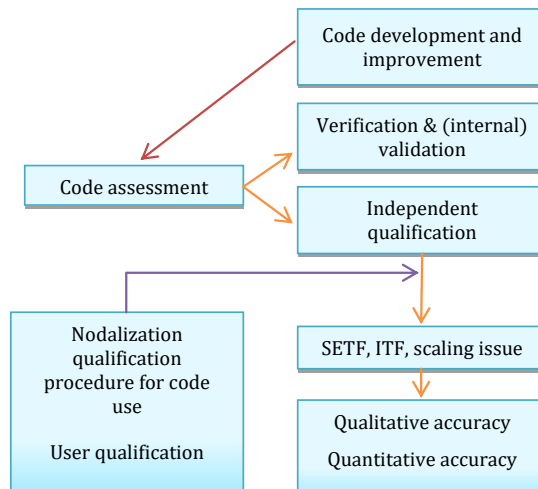 Code development and
improvement
Verification & (internal)
validation
Code assessment
Independent
qualification
Nodalization
qualification
procedure for code
use
User qualification
SETF, ITF, scaling issue
Qualitative accuracy
Quantitative accuracy